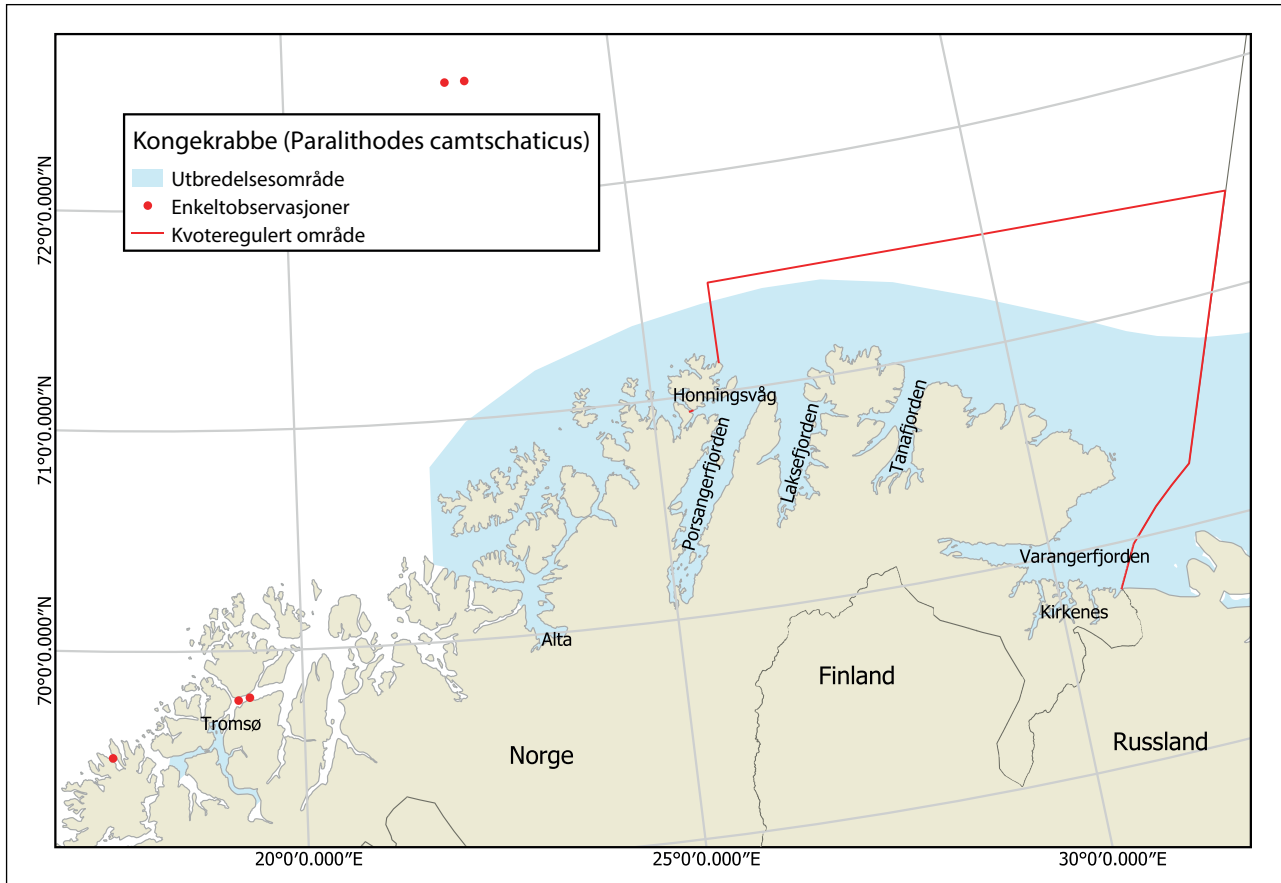 Kongekrabbe (Paralithodes camtschaticus)
Utbredelsesområde
Enkeltobservasjoner
Kvoteregulert område
72°0'0.000"N
71°0'0.000"N
70°0'0.000"N
Honningsvåg
Porsangerfjorden
Laksefjorden
Tanafjorden
Varangerfjorden
Kirkenes
Alta
Tromsø
Norge
Finland
Russland
20°0'0.000"E
25°0'0.000"E
30°0'0.000"E